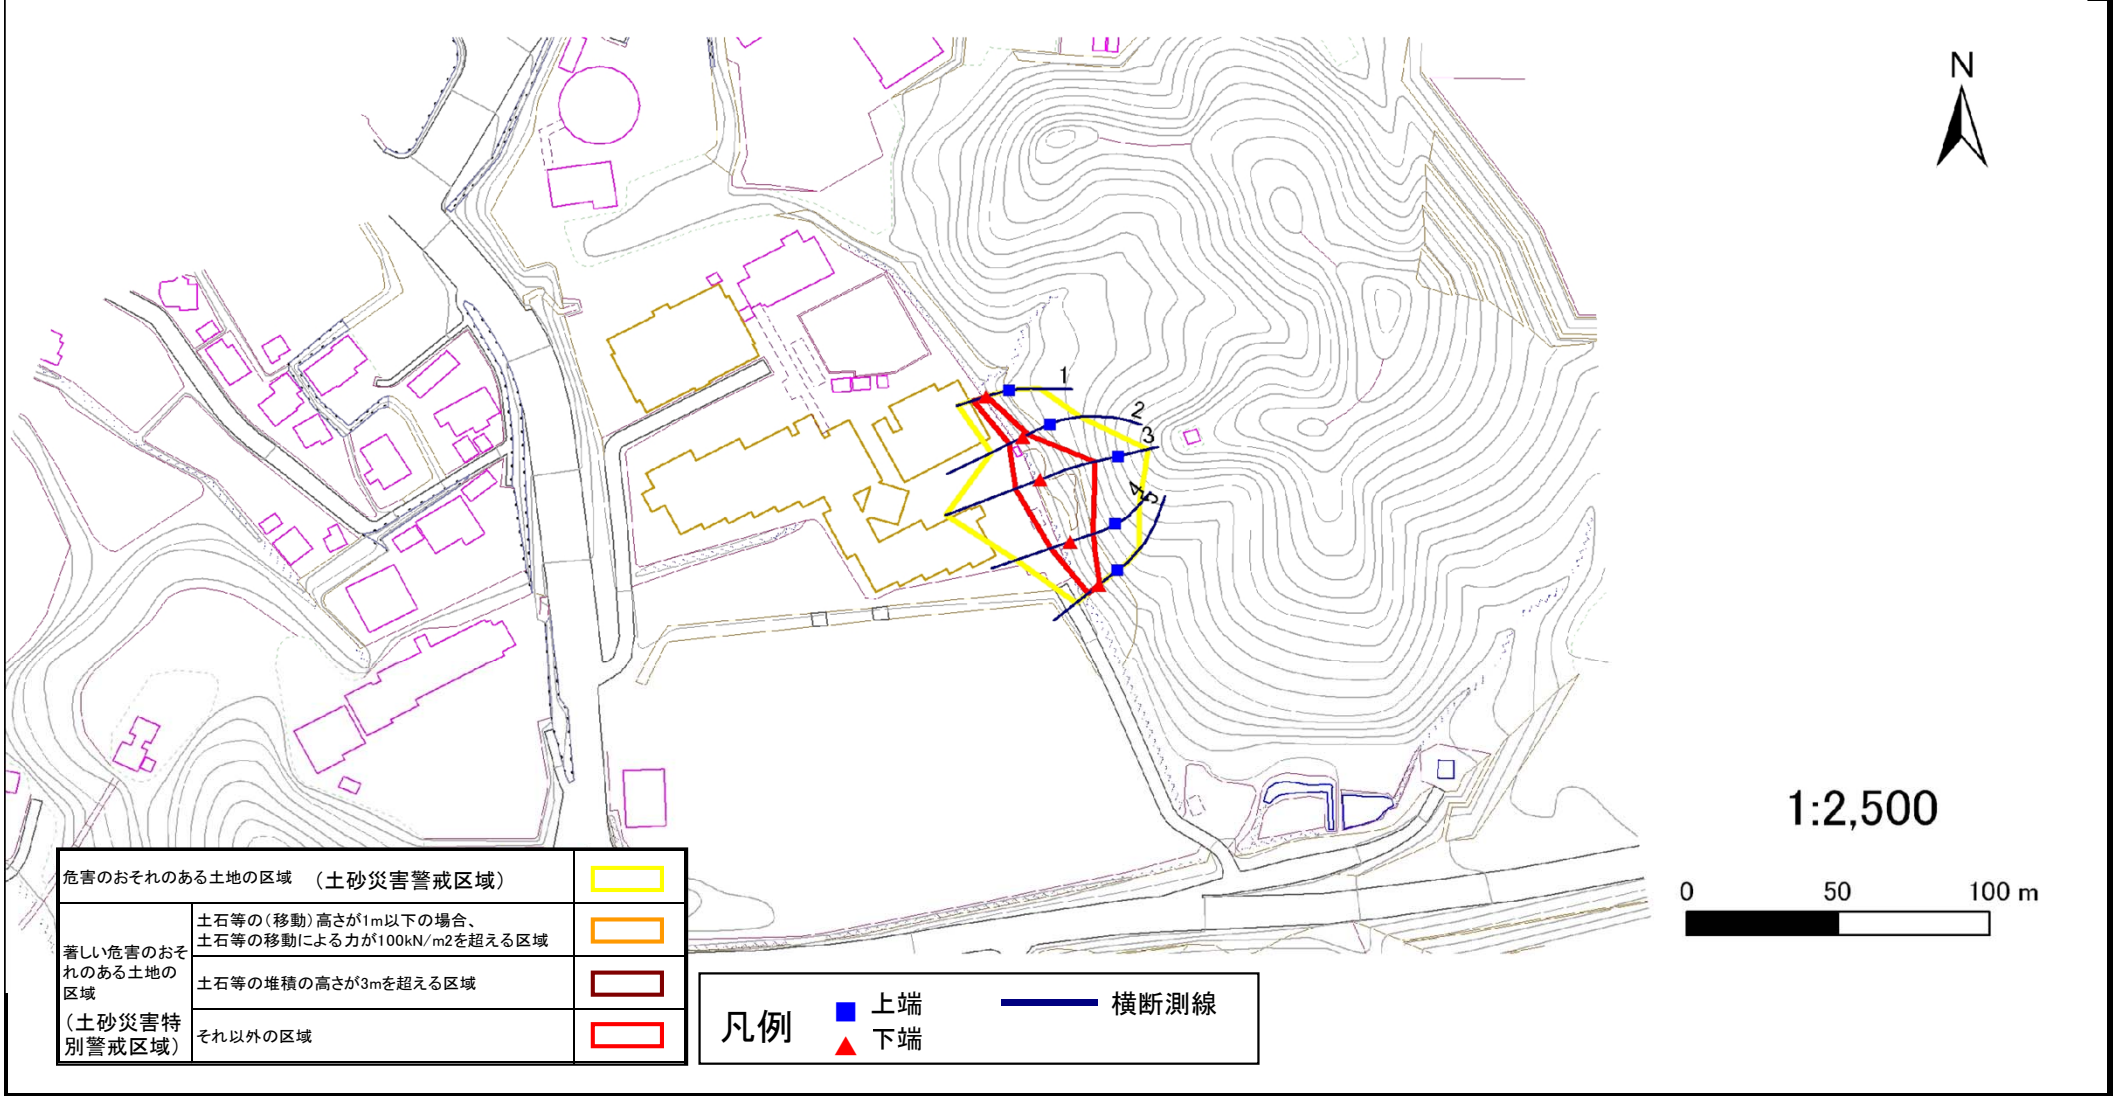 N
1
2
3
4
5
1:2,500
0 50 100 m
危害のおそれのある土地の区域 (土砂災害警戒区域)
著しい危害のおそ
れのある土地の
区域
(土砂災害特
別警戒区域)
土石等の(移動)高さが1m以下の場合、
土石等の移動による力が100kN/m2を超える区域
土石等の堆積の高さが3mを超える区域
それ以外の区域
凡例
上端
下端
横断測線